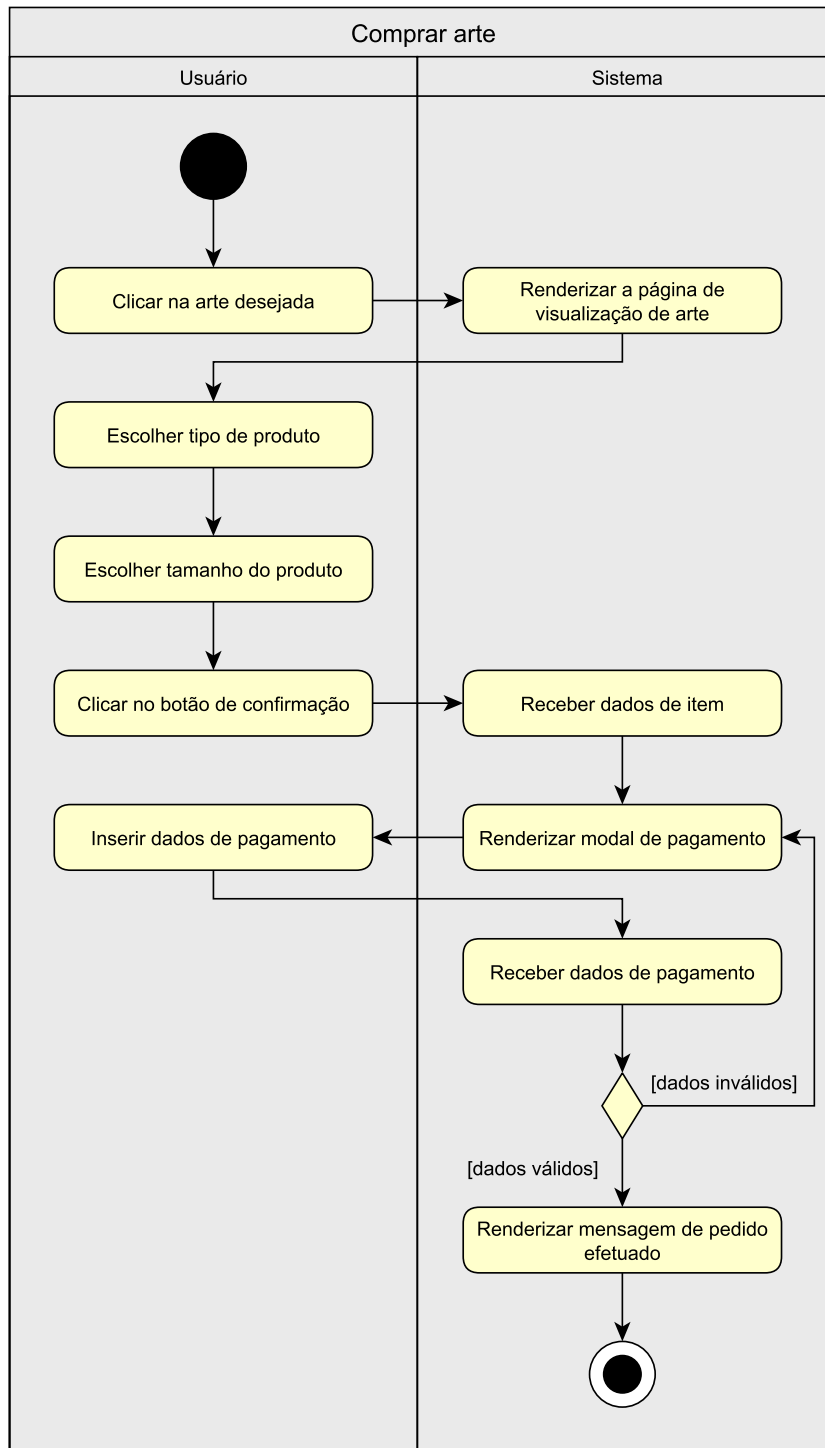 Comprar arte
Usuário
Sistema
Clicar na arte desejada
Renderizar a página de
visualização de arte
Escolher tipo de produto
Escolher tamanho do produto
Clicar no botão de confirmação
Receber dados de item
Inserir dados de pagamento
Renderizar modal de pagamento
Receber dados de pagamento
[dados inválidos]
[dados válidos]
Renderizar mensagem de pedido
efetuado